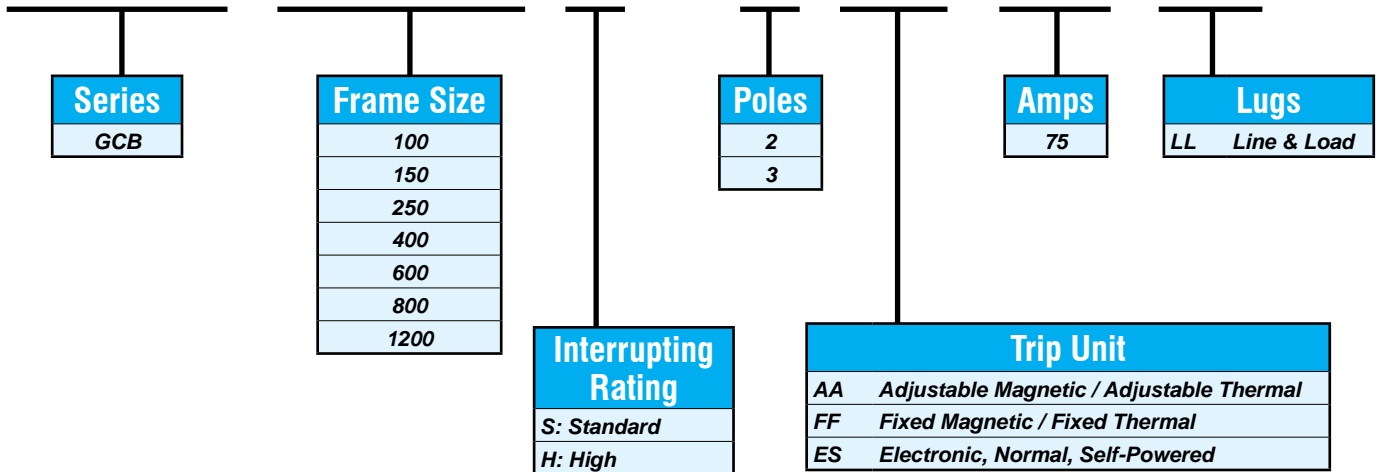 Series
GCB
Frame Size
100
150
250
400
600
800
1200
Interrupting
Rating
S: Standard
H: High
Poles
2
3
Trip Unit
AA Adjustable Magnetic / Adjustable Thermal
FF Fixed Magnetic / Fixed Thermal
ES Electronic, Normal, Self-Powered
Amps
75
Lugs
LL Line & Load